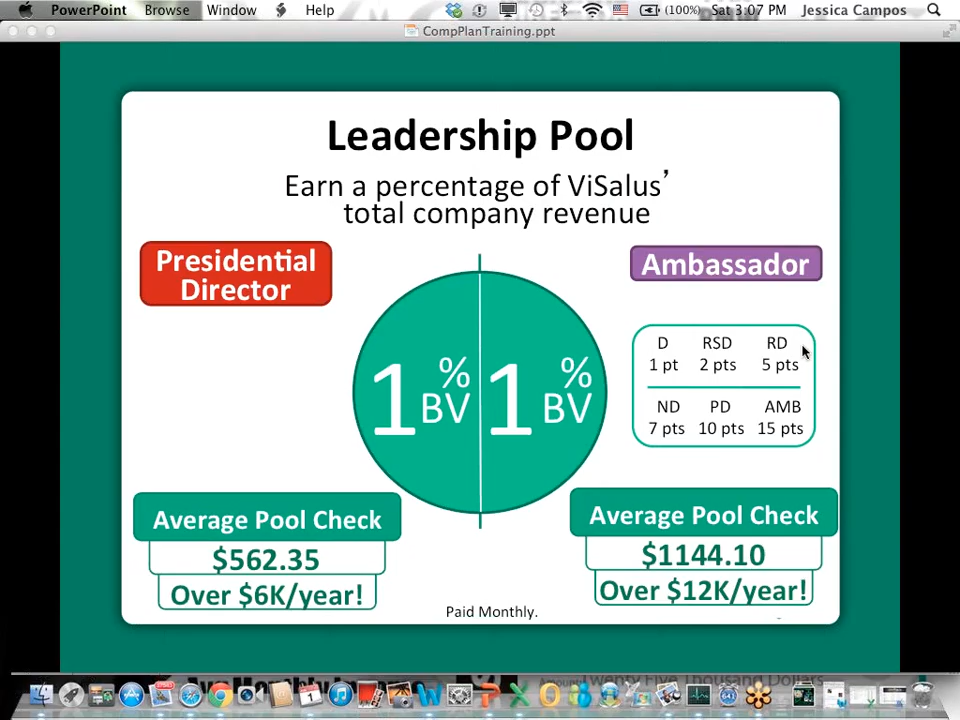 PowerPoint Browse Window Help (100%) Sat 3:07 PM Jessica Campos
CompPlanTraining.ppt
Leadership Pool
Earn a percentage of ViSalus’
total company revenue
Presidential
Director
Ambassador
1% BV
1% BV
D RSD RD
1 pt 2 pts 5 pts
ND PD AMB
7 pts 10 pts 15 pts
Average Pool Check
$562.35
Over $6K/year!
Average Pool Check
$1144.10
Over $12K/year!
Paid Monthly.